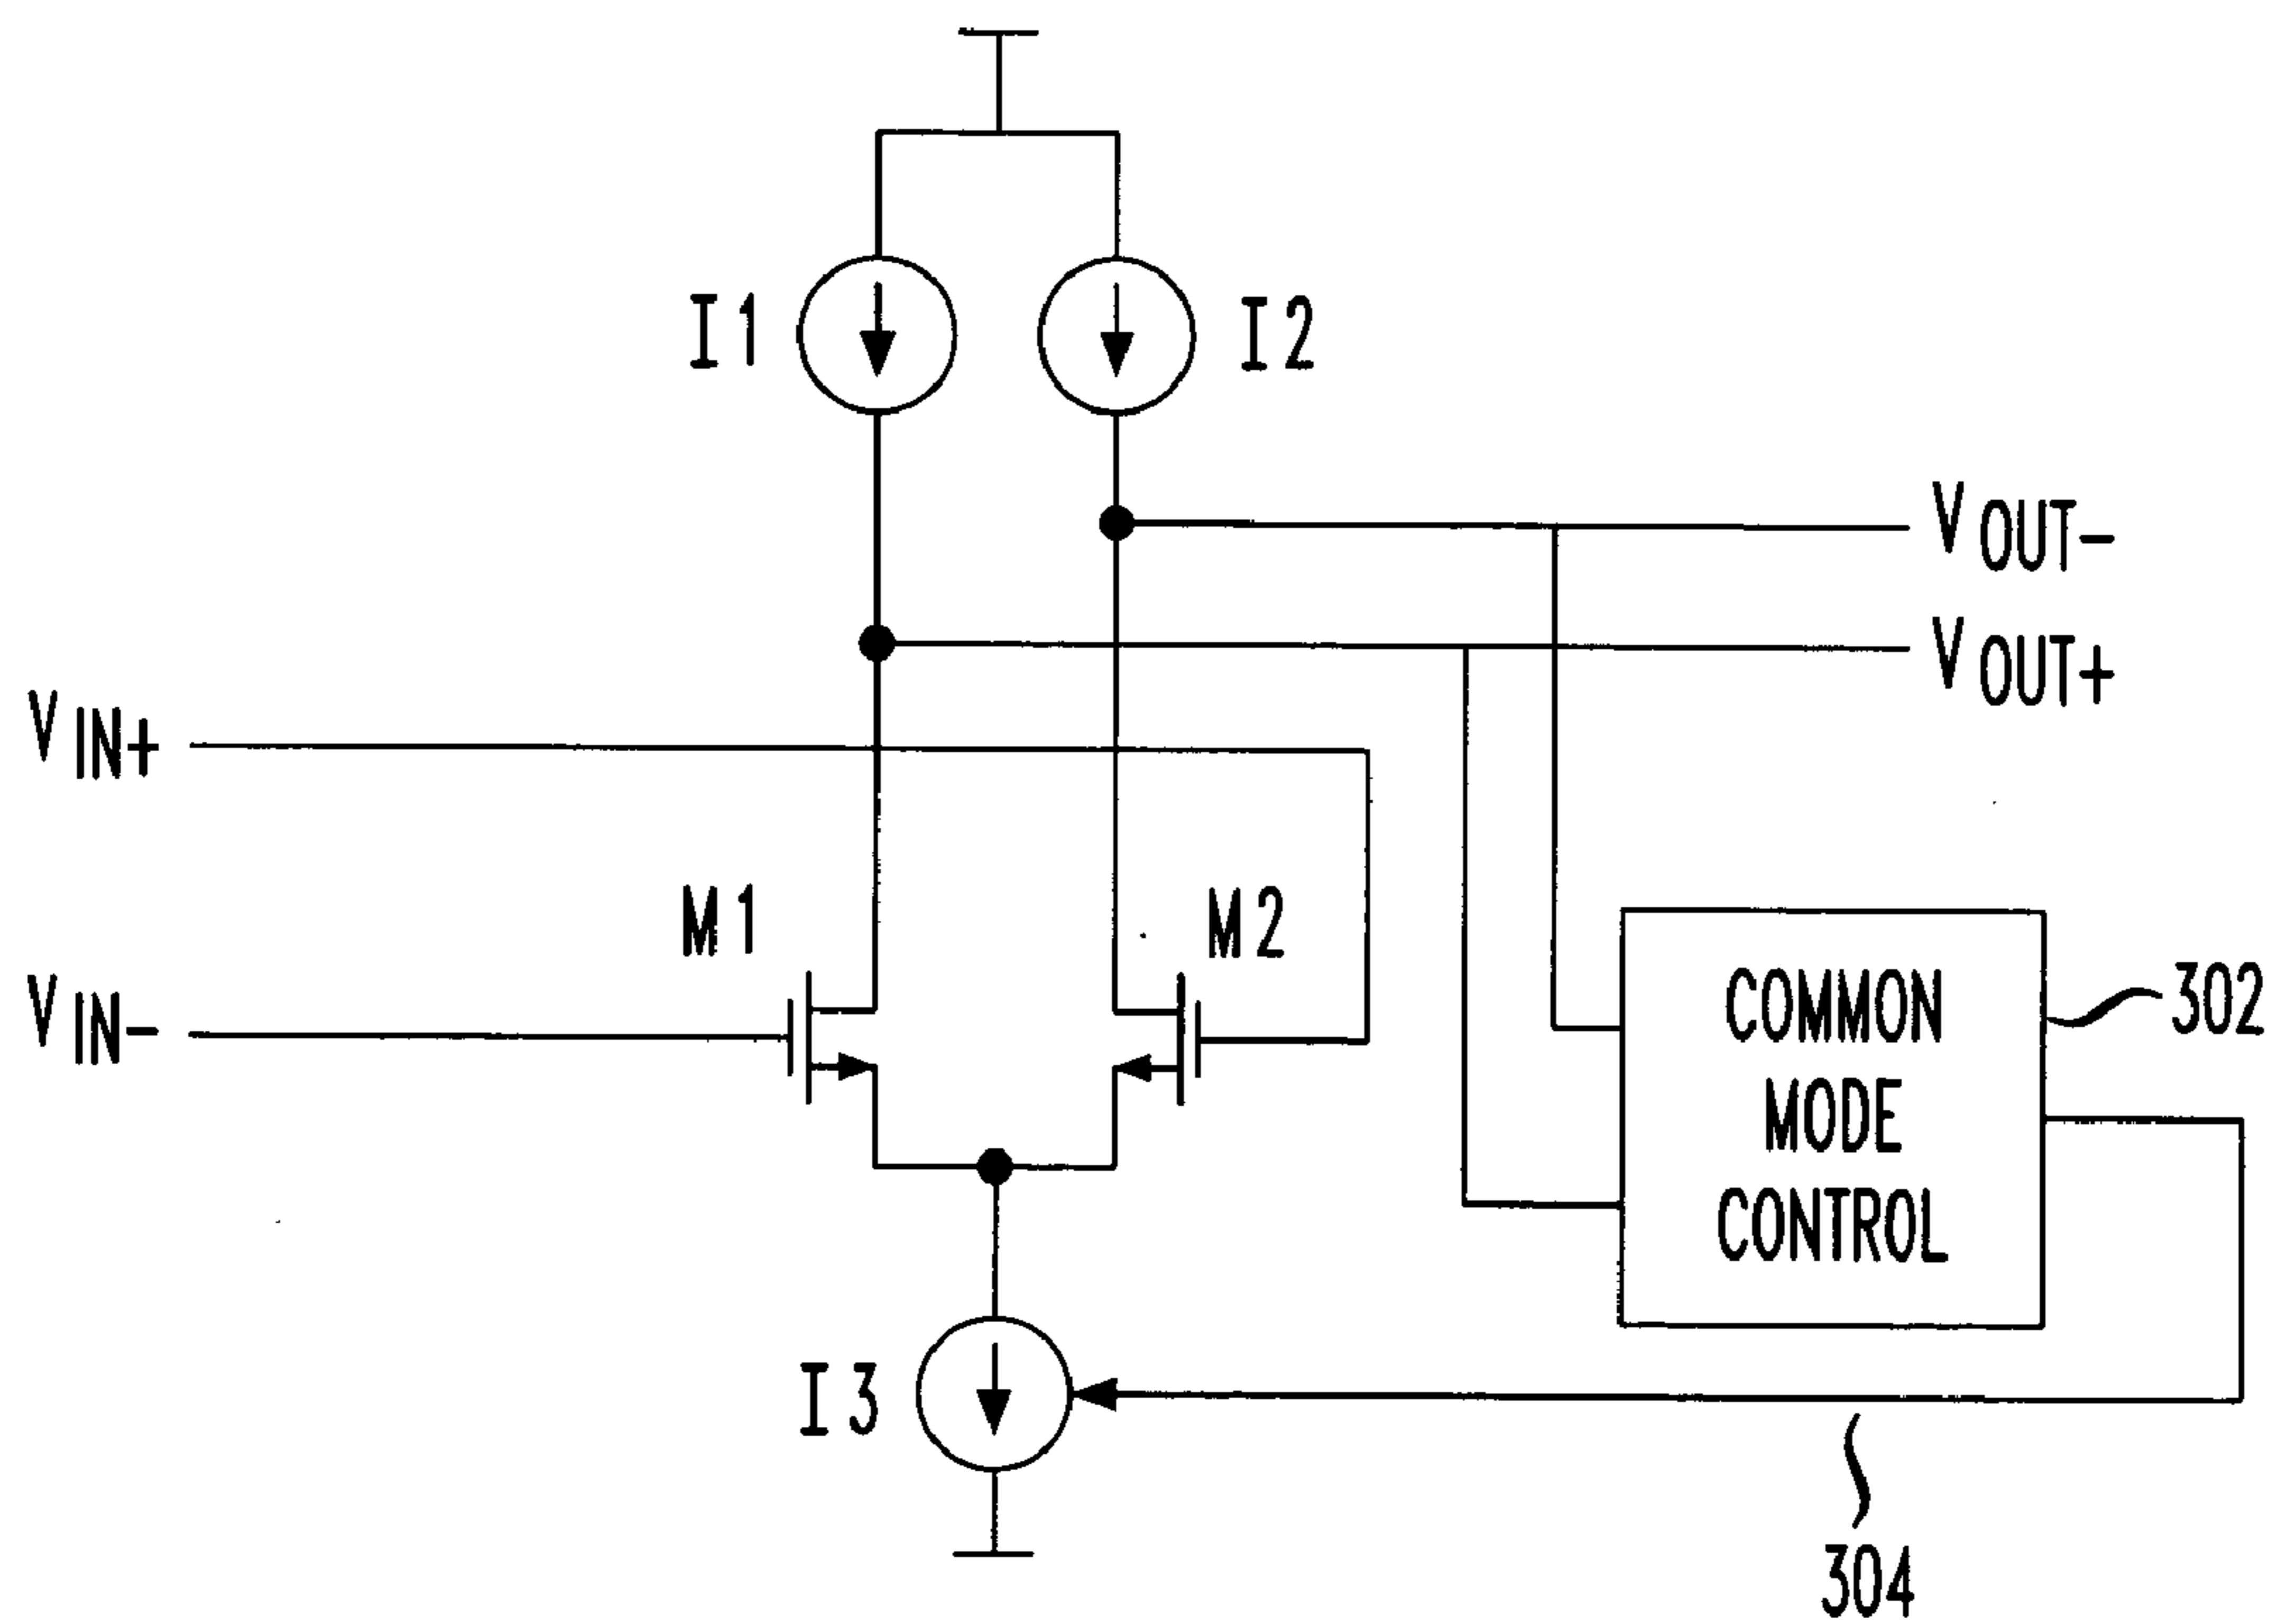 I1
I2
VOUT-
VOUT+
VIN+
M1
M2
VIN-
COMMON
MODE
CONTROL
302
I3
304